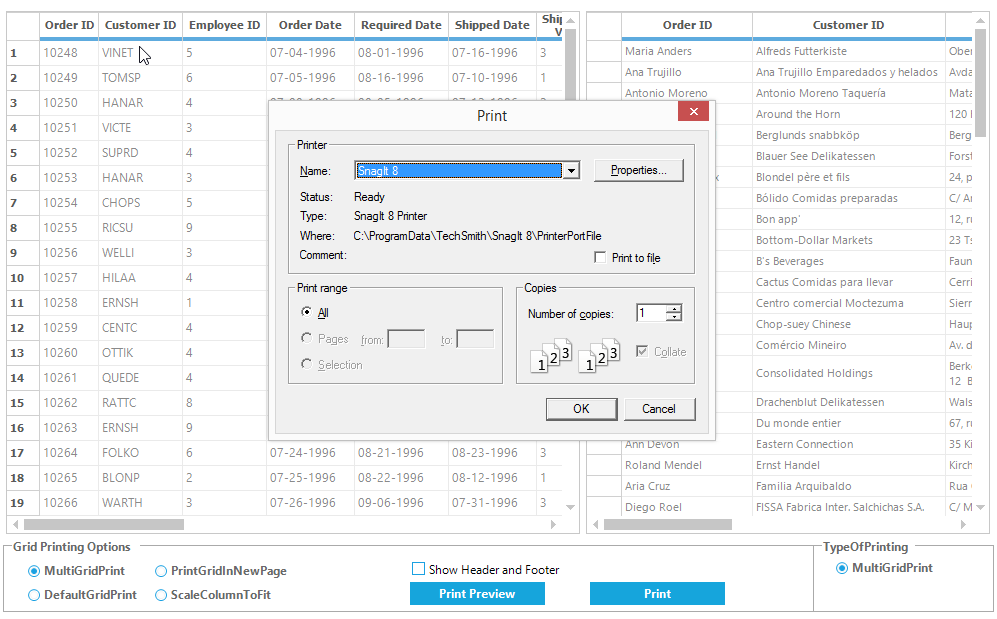 Order ID Customer ID Employee ID Order Date Required Date Shipped Date
1 10248 VINET 5 07-04-1996 08-01-1996 07-16-1996 3
2 10249 TOMSP 6 07-05-1996 08-16-1996 07-10-1996 1
3 10250 HANAR 4
4 10251 VICTE 3
5 10252 SUPRD 4
6 10253 HANAR 3
7 10254 CHOPS 5
8 10255 RICSU 9
9 10256 WELLI 3
10 10257 HILAA 4
11 10258 ERNSH 1
12 10259 CENTC 4
13 10260 OTTIK 4
14 10261 QUEDE 4
15 10262 RATTC 8
16 10263 ERNSH 9
17 10264 FOLKO 6 07-24-1996 08-21-1996 08-23-1996 3
18 10265 BLONP 2 07-25-1996 08-22-1996 08-12-1996 1
19 10266 WARTH 3 07-26-1996 09-06-1996 07-31-1996 3
Order ID Customer ID
Maria Anders Alfreds Futterkiste Ober
Ana Trujillo Ana Trujillo Emparedados y helados Avda
Antonio Moreno Antonio Moreno Taquería Mata
Around the Horn 120
Berglunds snabbköp Berg
Blauer See Delikatessen Forst
Blondel père et fils 24, p
Bólido Comidas preparadas C/ A
Bon app' 12, r
Bottom-Dollar Markets 23 T
B's Beverages Faun
Cactus Comidas para llevar Cerri
Centro comercial Moctezuma Sierr
Chop-suey Chinese Haup
Comércio Mineiro Av. d
Consolidated Holdings Berk
12 B
Drachenblut Delikatessen Wals
Du monde entier 67, r
Ann Devon Eastern Connection 35 Ki
Roland Mendel Ernst Handel Kirch
Aria Cruz Familia Arquibaldo Rua
Diego Roel FISSA Fabrica Inter. Salchichas S.A. C/ M
Print
Printer
Name: SnagIt 8 Properties...
Status: Ready
Type: SnagIt 8 Printer
Where: C:\ProgramData\TechSmith\SnagIt 8\PrinterPortFile
Comment: Print to file
Print range
All
Pages from: to:
Selection
Copies
Number of copies: 1
1 2 3 1 2 3 Collate
OK Cancel
Grid Printing Options
MultiGridPrint PrintGridInNewPage Show Header and Footer
DefaultGridPrint ScaleColumnToFit Print Preview Print
TypeOfPrinting
MultiGridPrint